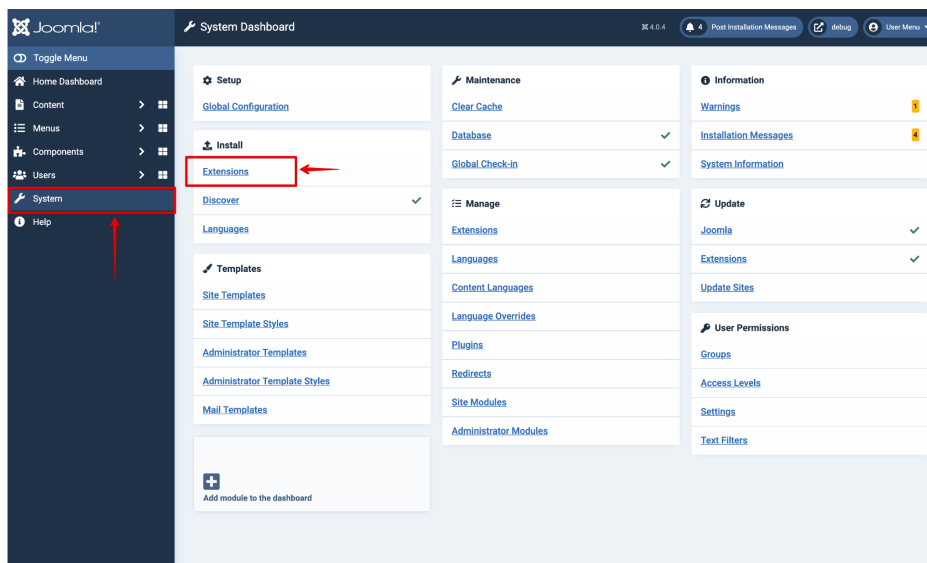 Joomla!®
System Dashboard
4.0.4
4 Post Installation Messages
debug
User Menu
Toggle Menu
Home Dashboard
Content
Menus
Components
Users
System
Help
Setup
Global Configuration
Install
Extensions
Discover
Languages
Templates
Site Templates
Site Template Styles
Administrator Templates
Administrator Template Styles
Mail Templates
Add module to the dashboard
Maintenance
Clear Cache
Database
Global Check-in
Manage
Extensions
Languages
Content Languages
Language Overrides
Plugins
Redirects
Site Modules
Administrator Modules
Information
Warnings 1
Installation Messages 4
System Information
Update
Joomla
Extensions
Update Sites
User Permissions
Groups
Access Levels
Settings
Text Filters